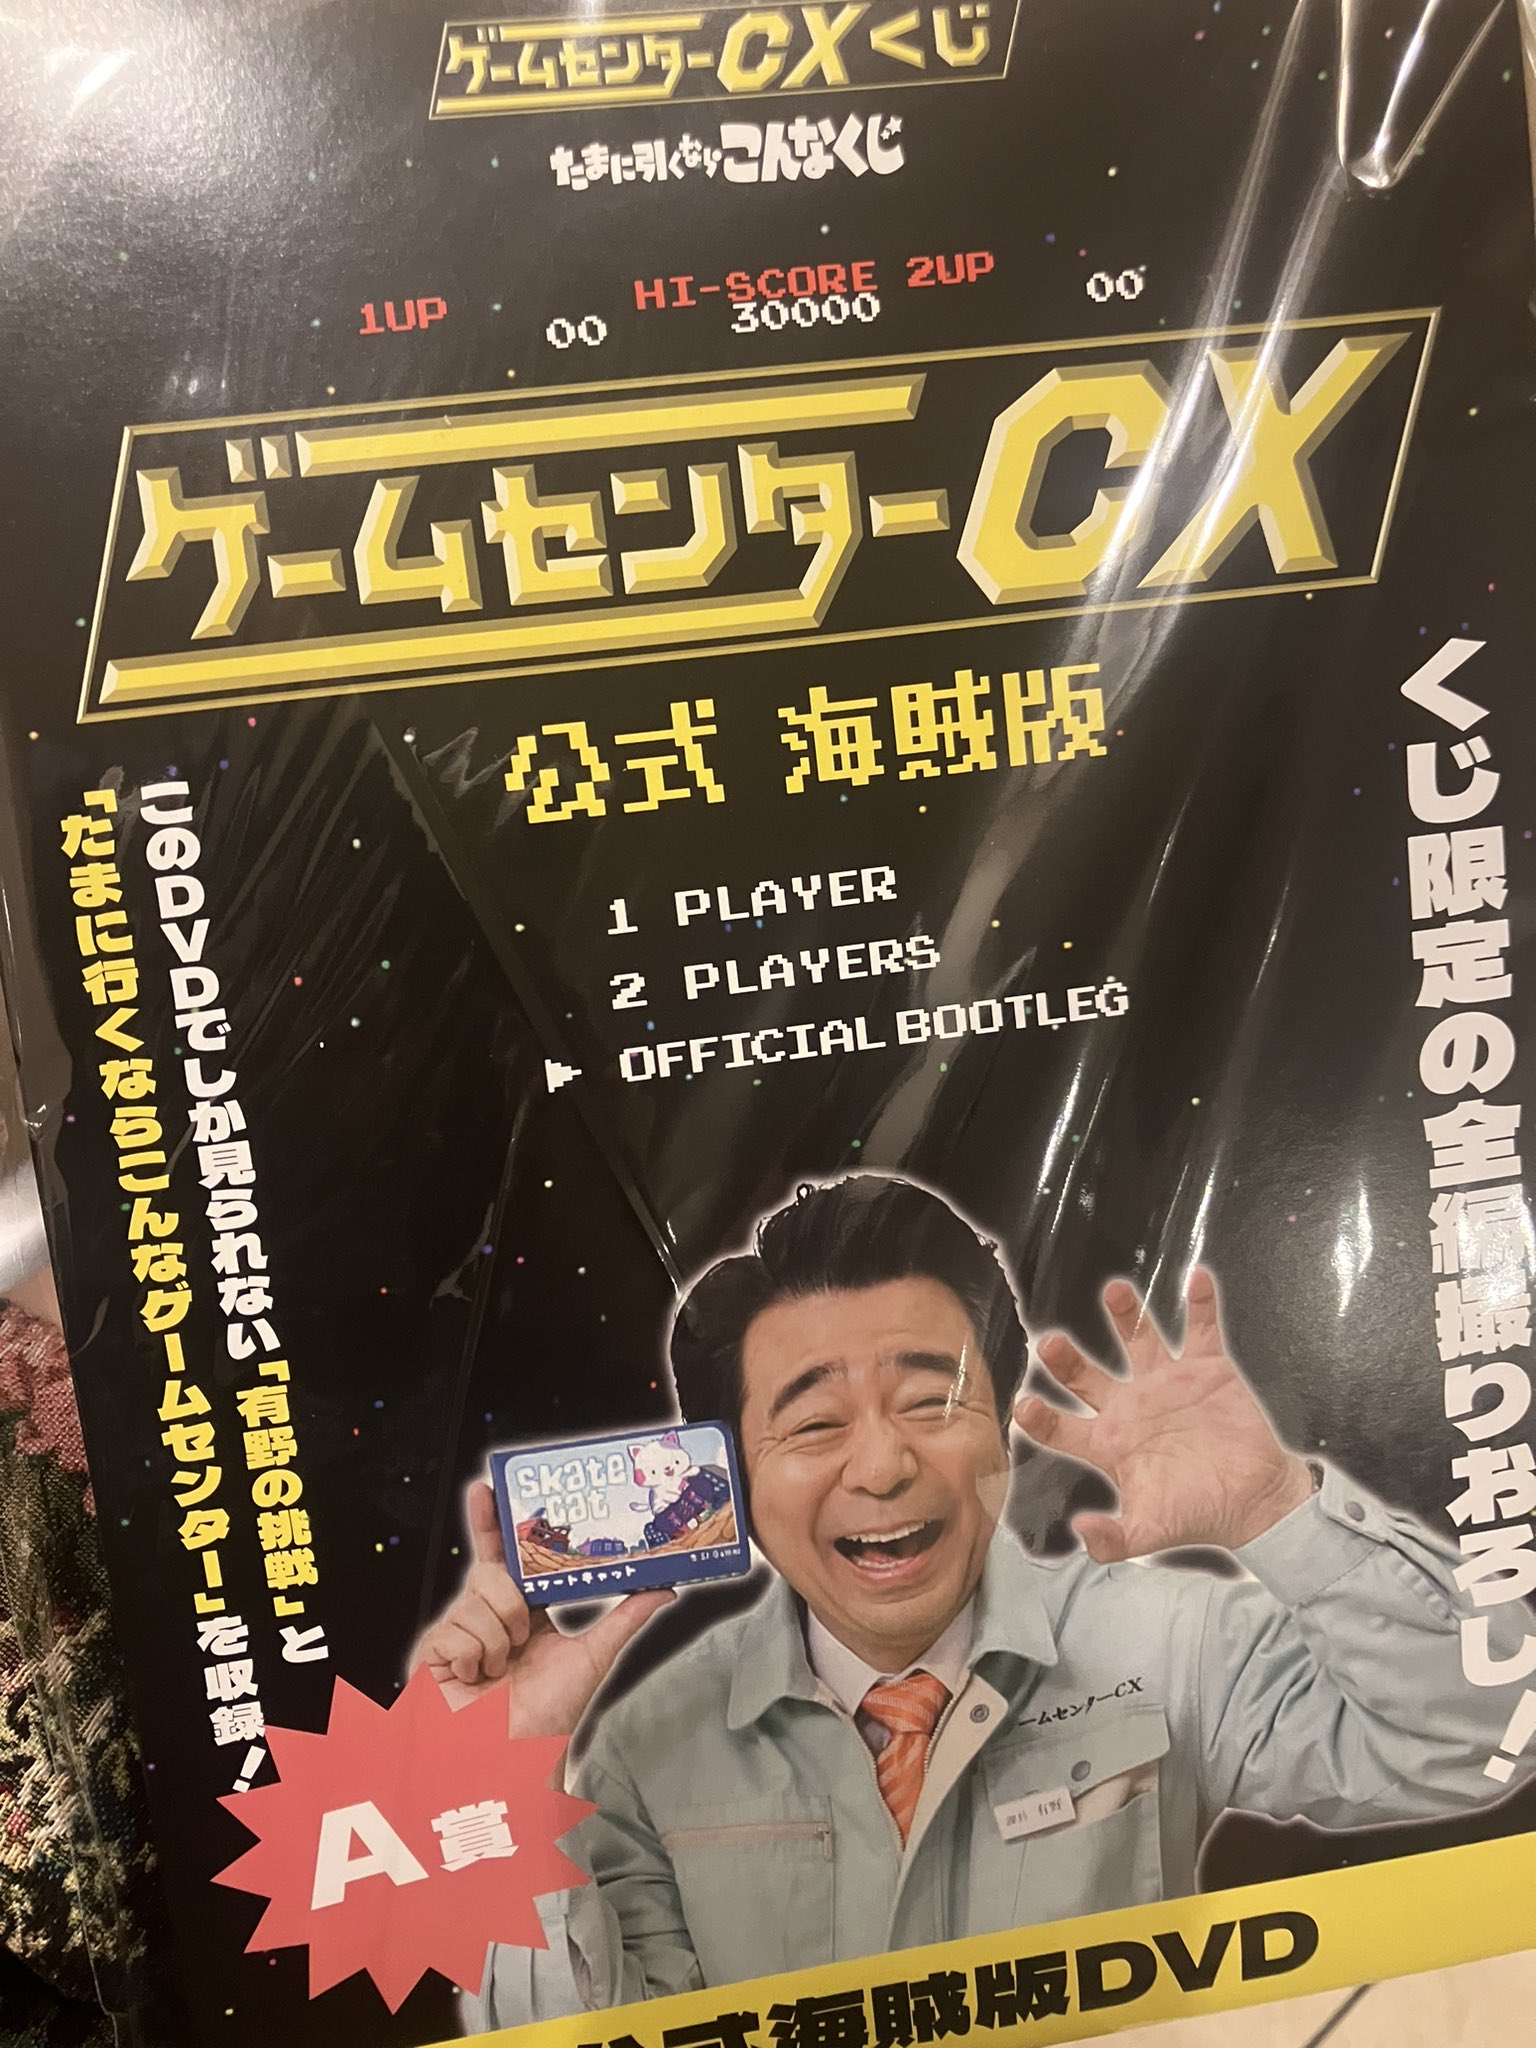 ゲームセンターCXくじ
たまに引くなら こんなくじ
1UP HI-SCORE 2UP
00 30000 00
ゲームセンターCX
公式 海賊版
1 PLAYER
2 PLAYERS
▶ OFFICIAL BOOTLEG
くじ限定の全編撮りおろし!
このDVDでしか見られない「有野の挑戦」と
「たまに行くならこんなゲームセンター」を収録!
Skate
Cat
スケートキャット
ームセンターCX
A賞
公式海賊版DVD